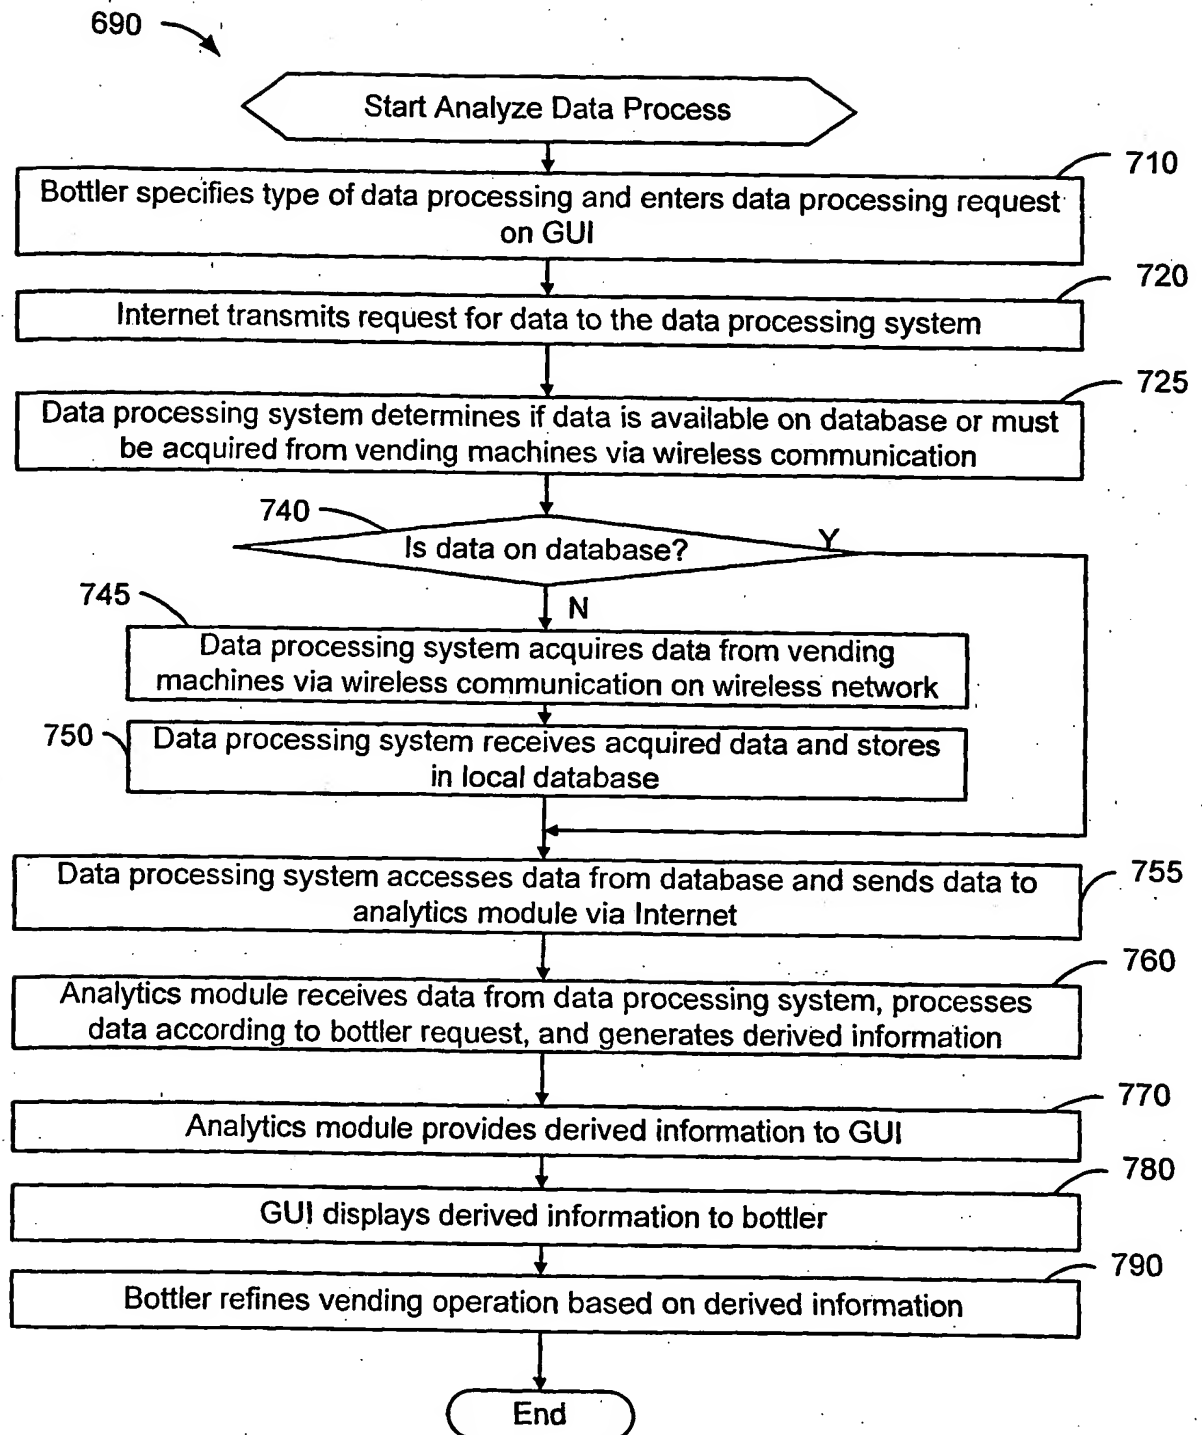 690
Start Analyze Data Process
710
Bottler specifies type of data processing and enters data processing request
on GUI
720
Internet transmits request for data to the data processing system
725
Data processing system determines if data is available on database or must
be acquired from vending machines via wireless communication
740
Is data on database?
Y
N
745
Data processing system acquires data from vending
machines via wireless communication on wireless network
750
Data processing system receives acquired data and stores
in local database
755
Data processing system accesses data from database and sends data to
analytics module via Internet
760
Analytics module receives data from data processing system, processes
data according to bottler request, and generates derived information
770
Analytics module provides derived information to GUI
780
GUI displays derived information to bottler
790
Bottler refines vending operation based on derived information
End